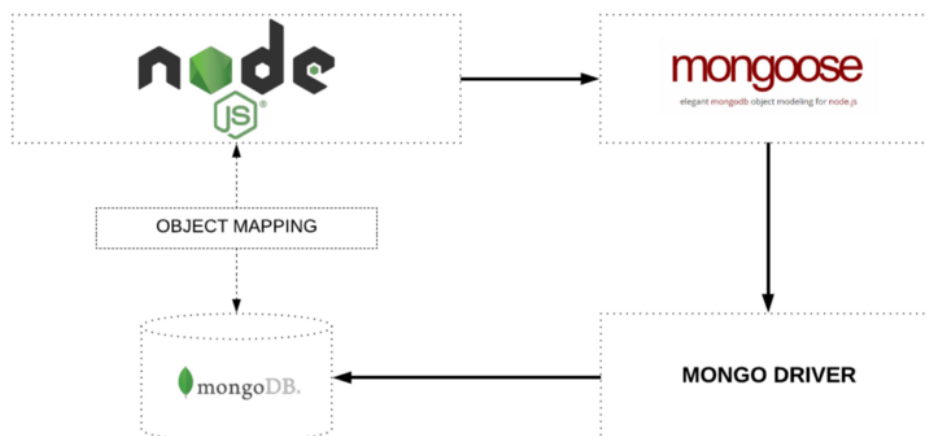 node
JS®
mongoose
elegant mongodb object modeling for node.js
OBJECT MAPPING
mongoDB.
MONGO DRIVER